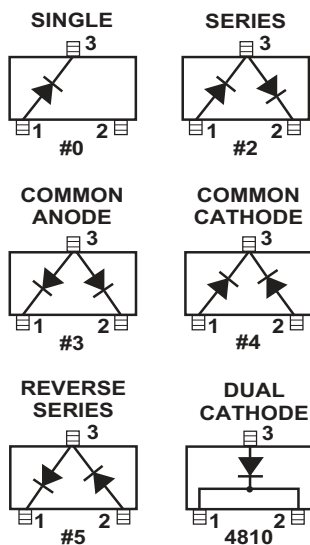 SINGLE
3
1 2
#0
SERIES
3
1 2
#2
COMMON
ANODE
3
1 2
#3
COMMON
CATHODE
3
1 2
#4
REVERSE
SERIES
3
1 2
#5
DUAL
CATHODE
3
1 2
4810